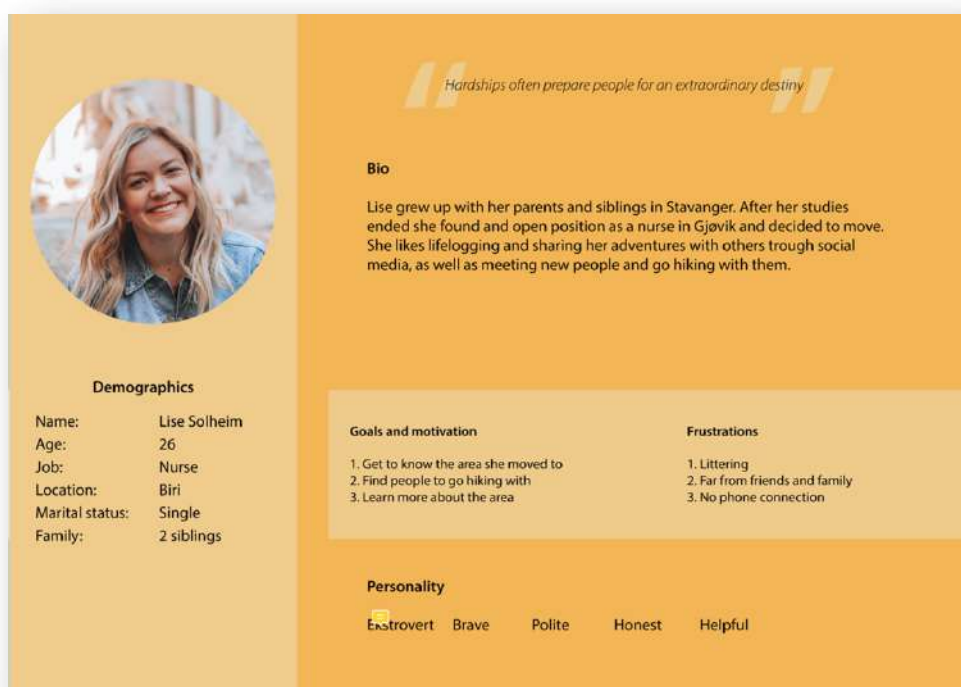 Hardships often prepare people for an extraordinary destiny
Bio
Lise grew up with her parents and siblings in Stavanger. After her studies
ended she found and open position as a nurse in Gjøvik and decided to move.
She likes lifelogging and sharing her adventures with others trough social
media, as well as meeting new people and go hiking with them.
Demographics
Name: Lise Solheim
Age: 26
Job: Nurse
Location: Biri
Marital status: Single
Family: 2 siblings
Goals and motivation
1. Get to know the area she moved to
2. Find people to go hiking with
3. Learn more about the area
Frustrations
1. Littering
2. Far from friends and family
3. No phone connection
Personality
Ekstrovert Brave Polite Honest Helpful